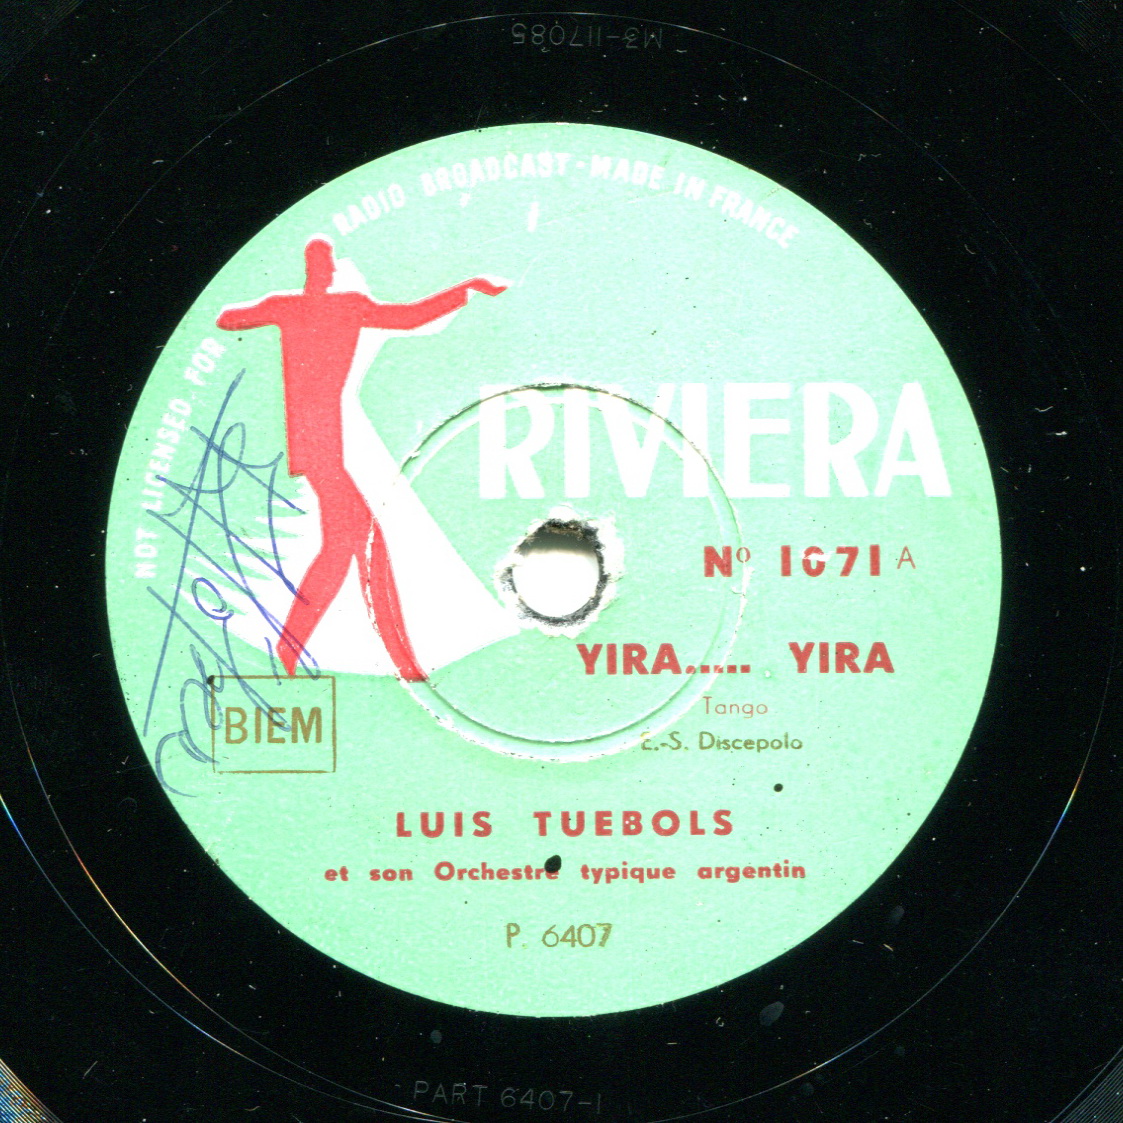 M3-117085
NOT LICENSED FOR RADIO BROADCAST - MADE IN FRANCE
RIVIERA
Nº 1071 A
YIRA..... YIRA
Tango
E.-S. Discepolo
BIEM
LUIS TUEBOLS
et son Orchestre typique argentin
P. 6407
PART 6407-1